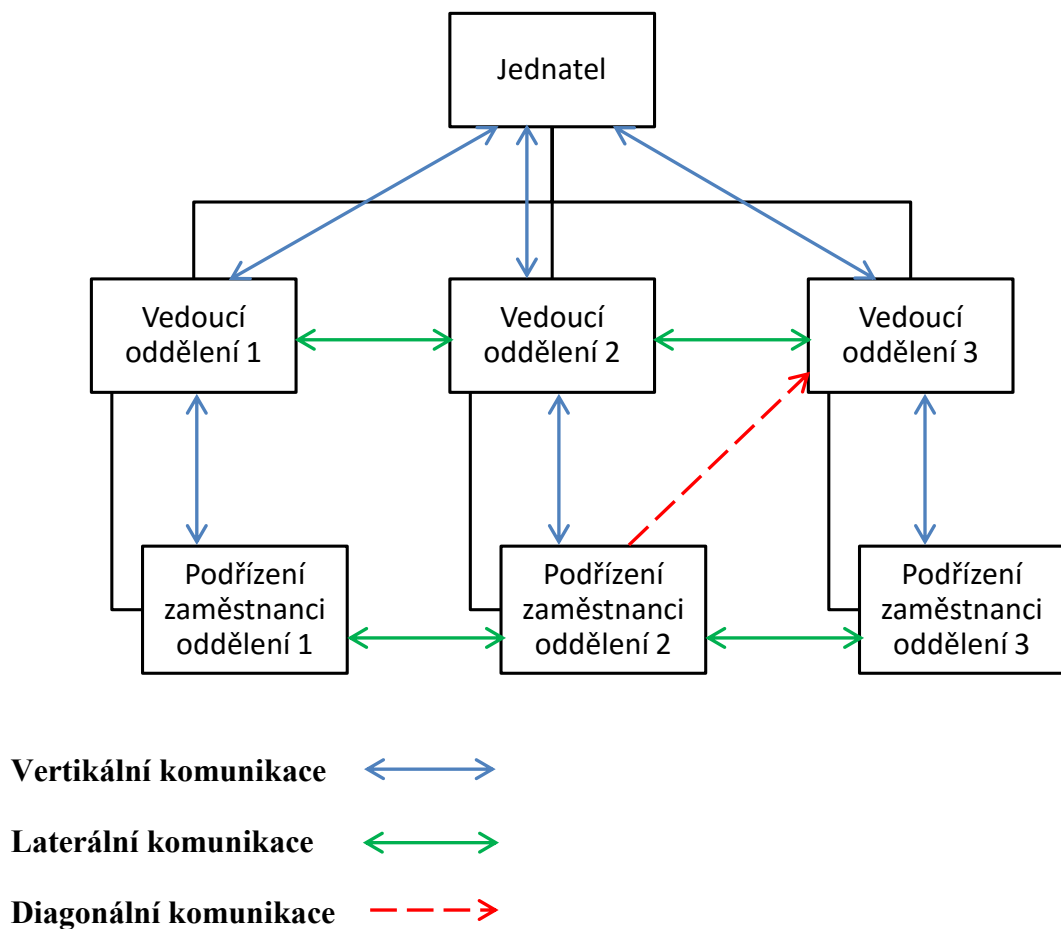 Jednatel
Vedoucí
oddělení 1
Vedoucí
oddělení 2
Vedoucí
oddělení 3
Podřízení
zaměstnanci
oddělení 1
Podřízení
zaměstnanci
oddělení 2
Podřízení
zaměstnanci
oddělení 3
Vertikální komunikace
Laterální komunikace
Diagonální komunikace